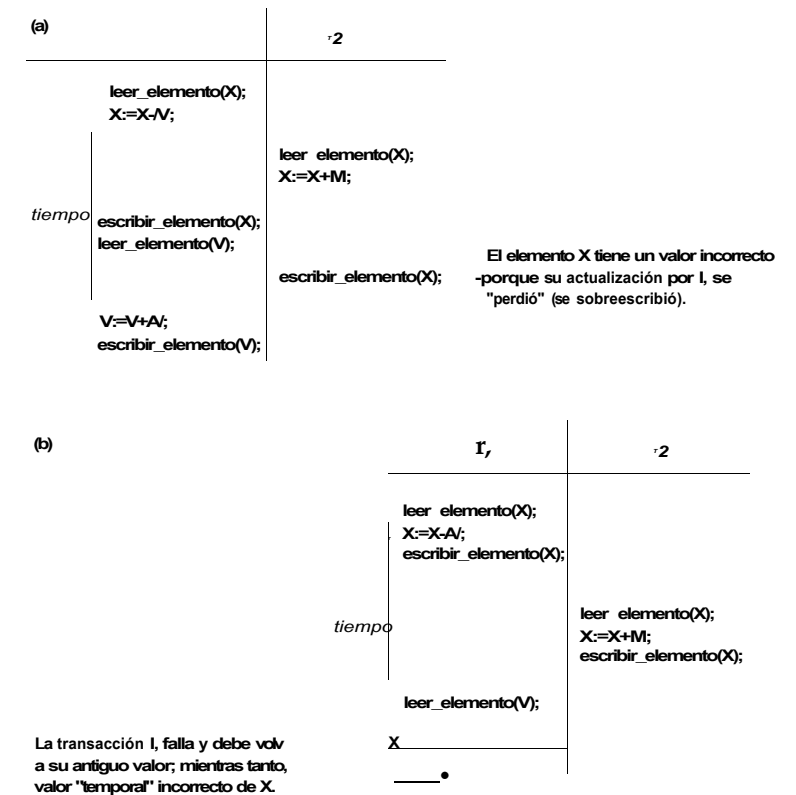 (a)
τ2
leer_elemento(X);
X:=X-/V;
leer elemento(X);
X:=X+M;
tiempo
escribir_elemento(X);
leer_elemento(V);
escribir_elemento(X);
El elemento X tiene un valor incorrecto
-porque su actualización por I, se
"perdió" (se sobreescribió).
V:=V+A/;
escribir_elemento(V);
(b)
r,
τ2
leer elemento(X);
X:=X-A/;
escribir_elemento(X);
tiempo
leer elemento(X);
X:=X+M;
escribir_elemento(X);
leer_elemento(V);
La transacción I, falla y debe volv
a su antiguo valor; mientras tanto,
valor "temporal" incorrecto de X.
X